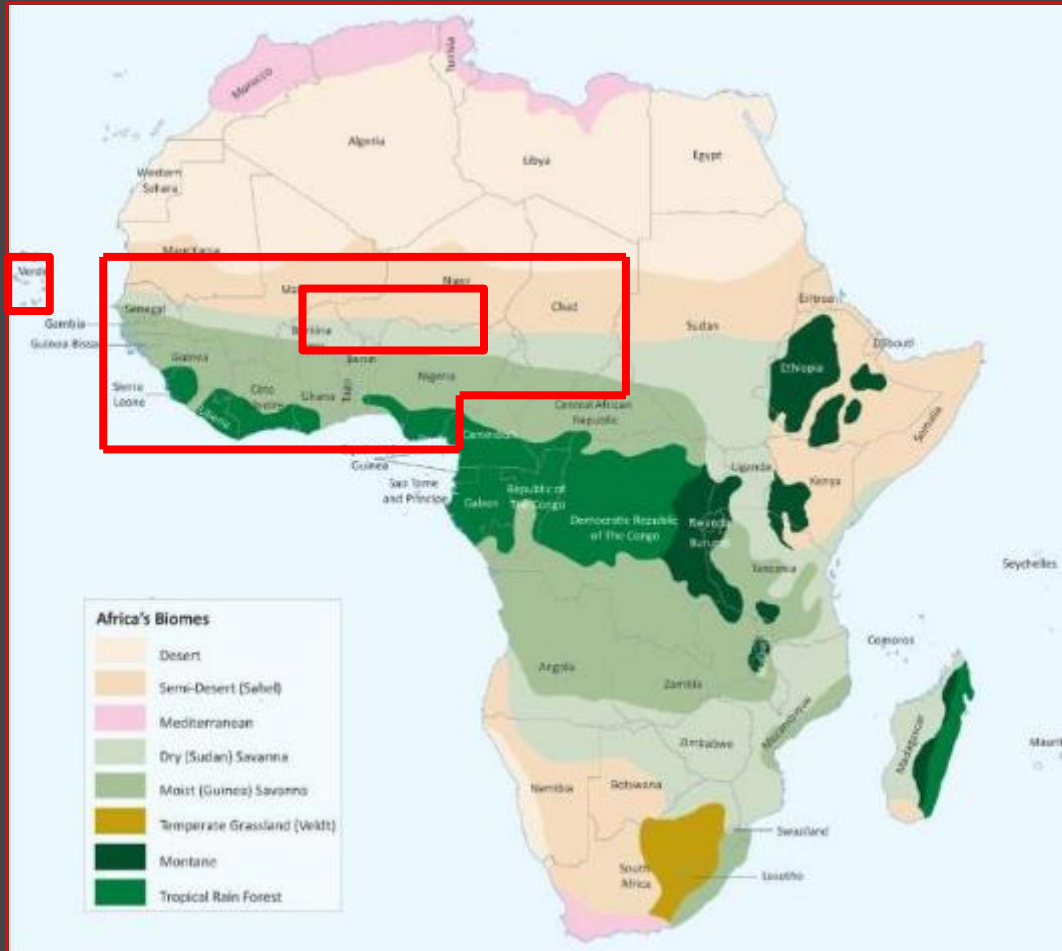 Morocco
Tunisia
Algeria
Libya
Egypt
Western
Sahara
Mauritania
Verde
Niger
Chad
Senegal
Sudan
Eritrea
Gambia
Burkina
Djibouti
Guinea Bissau
Benin
Guinea
Nigeria
Ethiopia
Togo
Sierra
Leone
Cote
Ghana
Liberia
Central African
Republic
Somalia
Cameroon
Guinea
Uganda
Kenya
Sao Tome
and Principe
Gabon
Republic of
The Congo
Democratic Republic
of The Congo
Rwanda
Burundi
Tanzania
Seychelles
Africa's Biomes
Desert
Semi-Desert (Sahel)
Mediterranean
Dry (Sudan) Savanna
Moist (Guinea) Savanna
Temperate Grassland (Veldt)
Montane
Tropical Rain Forest
Comoros
Angola
Zambia
Mozambique
Madagascar
Zimbabwe
Maurit
Namibia
Botswana
Swaziland
South
Africa
Lesotho